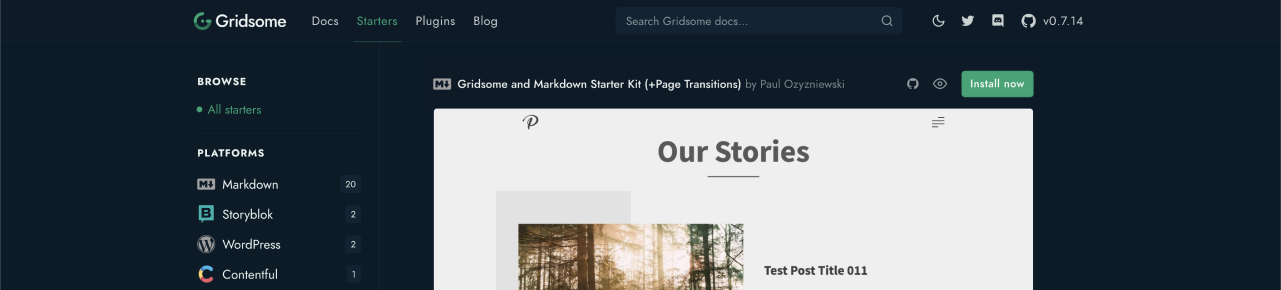 Gridsome Docs Starters Plugins Blog Search Gridsome docs... v0.7.14
BROWSE
All starters
PLATFORMS
Markdown 20
Storyblok 2
WordPress 2
Contentful 1
Gridsome and Markdown Starter Kit (+Page Transitions) by Paul Ozyzniewski Install now
Our Stories
Test Post Title 011